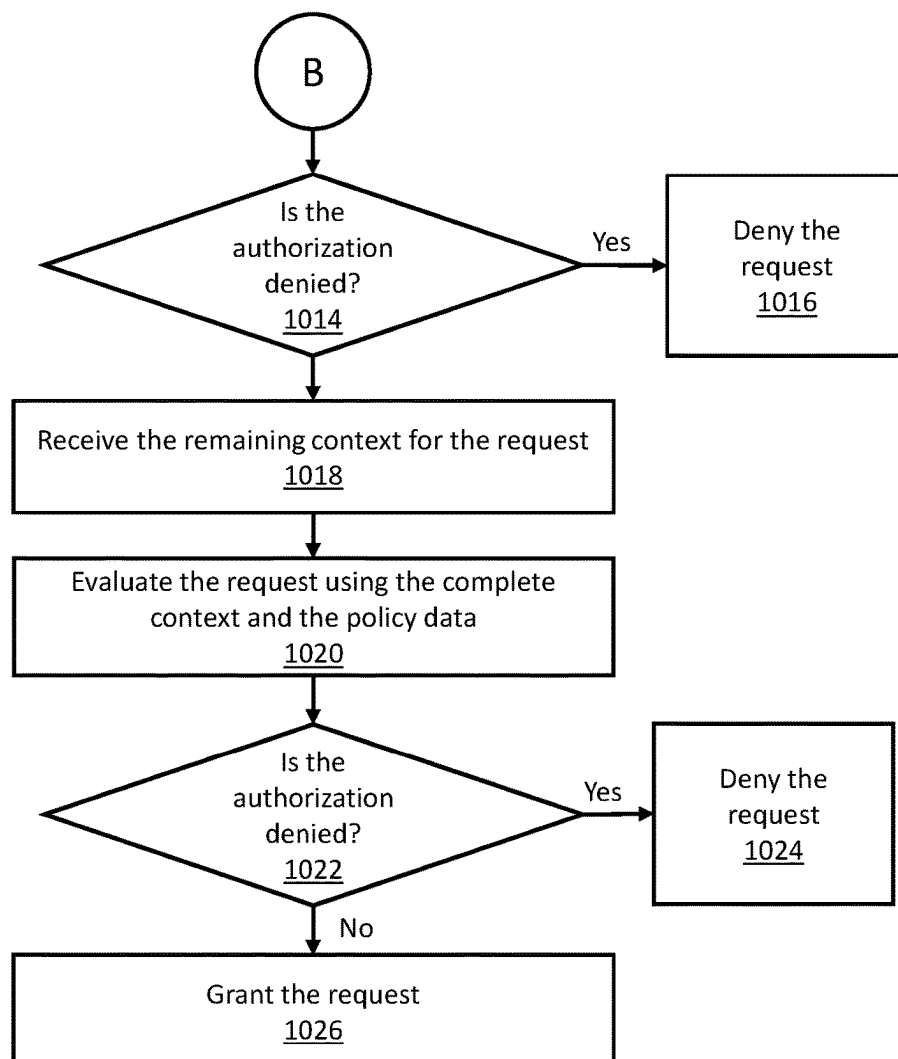 B
Is the
authorization
denied?
1014
Yes
Deny the
request
1016
Receive the remaining context for the request
1018
Evaluate the request using the complete
context and the policy data
1020
Is the
authorization
denied?
1022
Yes
Deny the
request
1024
No
Grant the request
1026